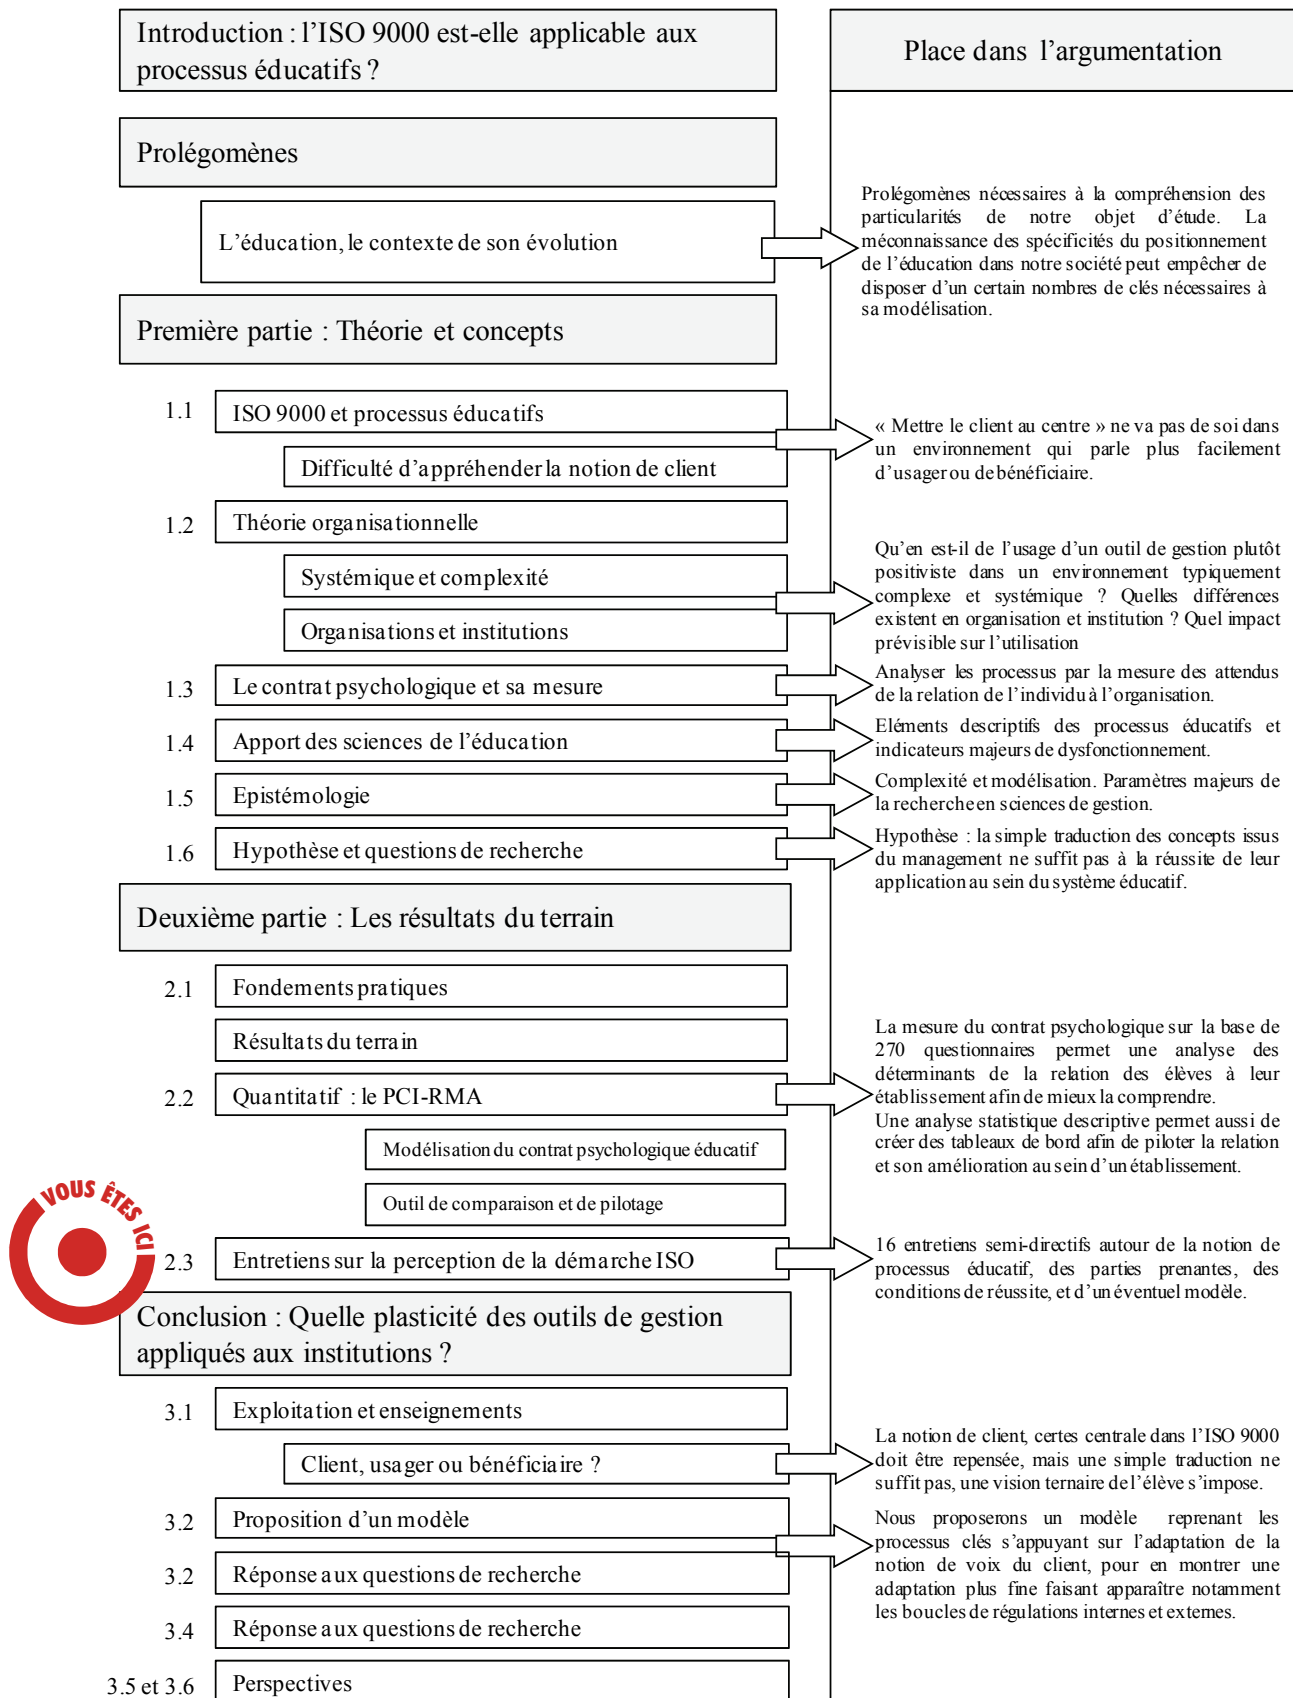 Introduction : l’ISO 9000 est-elle applicable aux
processus éducatifs ?
Place dans l’argumentation
Prolégomènes
L’éducation, le contexte de son évolution
Prolégomènes nécessaires à la compréhension des
particularités de notre objet d’étude. La
méconnaissance des spécificités du positionnement
de l’éducation dans notre société peut empêcher de
disposer d’un certain nombres de clés nécessaires à
sa modélisation.
Première partie : Théorie et concepts
1.1
ISO 9000 et processus éducatifs
Difficulté d’appréhender la notion de client
« Mettre le client au centre » ne va pas de soi dans
un environnement qui parle plus facilement
d’usager ou de bénéficiaire.
1.2
Théorie organisationnelle
Systémique et complexité
Organisations et institutions
Qu’en est-il de l’usage d’un outil de gestion plutôt
positiviste dans un environnement typiquement
complexe et systémique ? Quelles différences
existent en organisation et institution ? Quel impact
prévisible sur l’utilisation
1.3
Le contrat psychologique et sa mesure
Analyser les processus par la mesure des attendus
de la relation de l’individu à l’organisation.
1.4
Apport des sciences de l’éducation
Eléments descriptifs des processus éducatifs et
indicateurs majeurs de dysfonctionnement.
1.5
Epistémologie
Complexité et modélisation. Paramètres majeurs de
la recherche en sciences de gestion.
1.6
Hypothèse et questions de recherche
Hypothèse : la simple traduction des concepts issus
du management ne suffit pas à la réussite de leur
application au sein du système éducatif.
Deuxième partie : Les résultats du terrain
2.1
Fondements pratiques
Résultats du terrain
2.2
Quantitatif : le PCI-RMA
Modélisation du contrat psychologique éducatif
Outil de comparaison et de pilotage
La mesure du contrat psychologique sur la base de
270 questionnaires permet une analyse des
déterminants de la relation des élèves à leur
établissement afin de mieux la comprendre.
Une analyse statistique descriptive permet aussi de
créer des tableaux de bord afin de piloter la relation
et son amélioration au sein d’un établissement.
VOUS ÊTES ICI
2.3
Entretiens sur la perception de la démarche ISO
16 entretiens semi-directifs autour de la notion de
processus éducatif, des parties prenantes, des
conditions de réussite, et d’un éventuel modèle.
Conclusion : Quelle plasticité des outils de gestion
appliqués aux institutions ?
3.1
Exploitation et enseignements
Client, usager ou bénéficiaire ?
La notion de client, certes centrale dans l’ISO 9000
doit être repensée, mais une simple traduction ne
suffit pas, une vision ternaire de l’élève s’impose.
3.2
Proposition d’un modèle
Nous proposerons un modèle reprenant les
processus clés s’appuyant sur l’adaptation de la
notion de voix du client, pour en montrer une
adaptation plus fine faisant apparaître notamment
les boucles de régulations internes et externes.
3.2
Réponse aux questions de recherche
3.4
Réponse aux questions de recherche
3.5 et 3.6
Perspectives